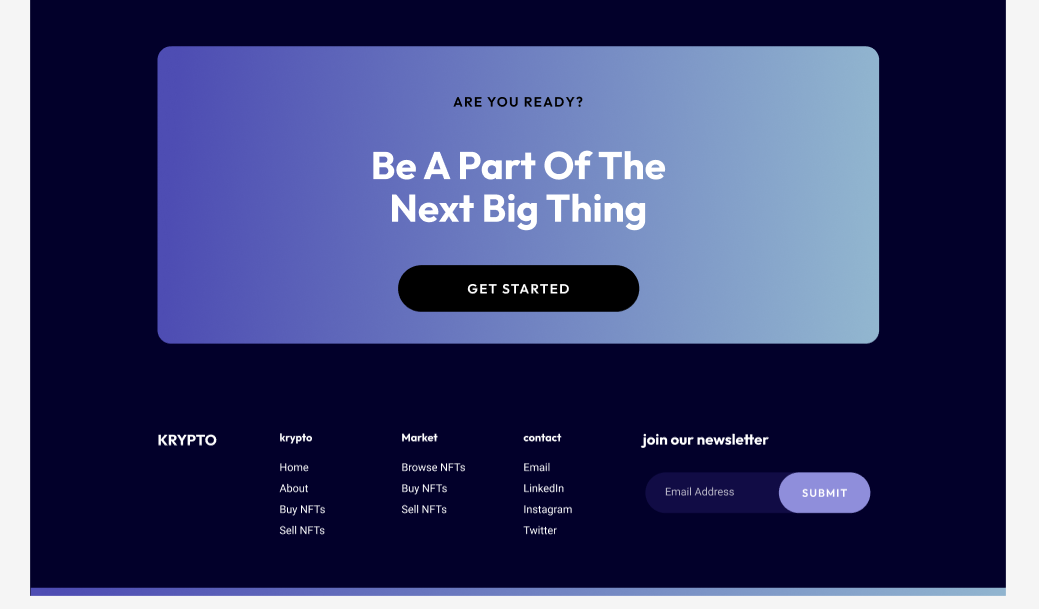 ARE YOU READY?
Be A Part Of The
Next Big Thing
GET STARTED
KRYPTO
krypto
Home
About
Buy NFTs
Sell NFTs
Market
Browse NFTs
Buy NFTs
Sell NFTs
contact
Email
LinkedIn
Instagram
Twitter
join our newsletter
Email Address
SUBMIT